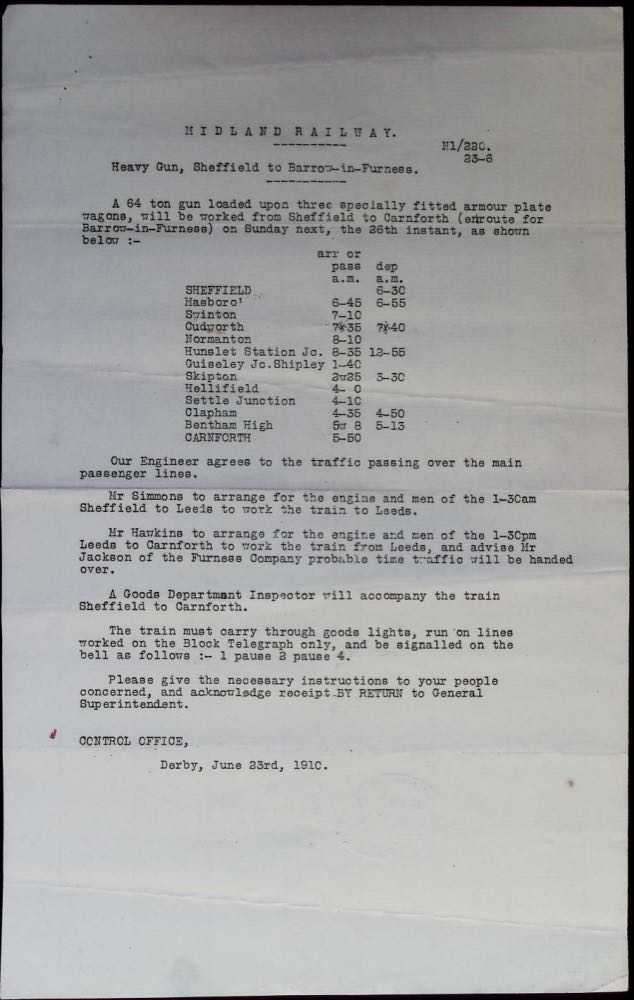 MIDLAND RAILWAY.
N1/220.
23-6
Heavy Gun, Sheffield to Barrow-in-Furness.
A 64 ton gun loaded upon three specially fitted armour plate
wagons, will be worked from Sheffield to Carnforth (enroute for
Barrow-in-Furness) on Sunday next, the 26th instant, as shown
below :-
arr or
pass dep
a.m. a.m.
SHEFFIELD 6-30
Masboro' 6-45 6-55
Swinton 7-10
Cudworth 7-35 7-40
Normanton 8-10
Hunslet Station Jc. 8-35 12-55
Guiseley Jc.Shipley 1-40
Skipton 2-25 3-30
Hellifield 4- 0
Settle Junction 4-10
Clapham 4-35 4-50
Bentham High 5- 8 5-13
CARNFORTH 5-50
Our Engineer agrees to the traffic passing over the main
passenger lines.
Mr Simmons to arrange for the engine and men of the 1-30am
Sheffield to Leeds to work the train to Leeds.
Mr Hawkins to arrange for the engine and men of the 1-30pm
Leeds to Carnforth to work the train from Leeds, and advise Mr
Jackson of the Furness Company probable time traffic will be handed
over.
A Goods Department Inspector will accompany the train
Sheffield to Carnforth.
The train must carry through goods lights, run on lines
worked on the Block Telegraph only, and be signalled on the
bell as follows :- 1 pause 2 pause 4.
Please give the necessary instructions to your people
concerned, and acknowledge receipt BY RETURN to General
Superintendent.
CONTROL OFFICE,
Derby, June 23rd, 1910.